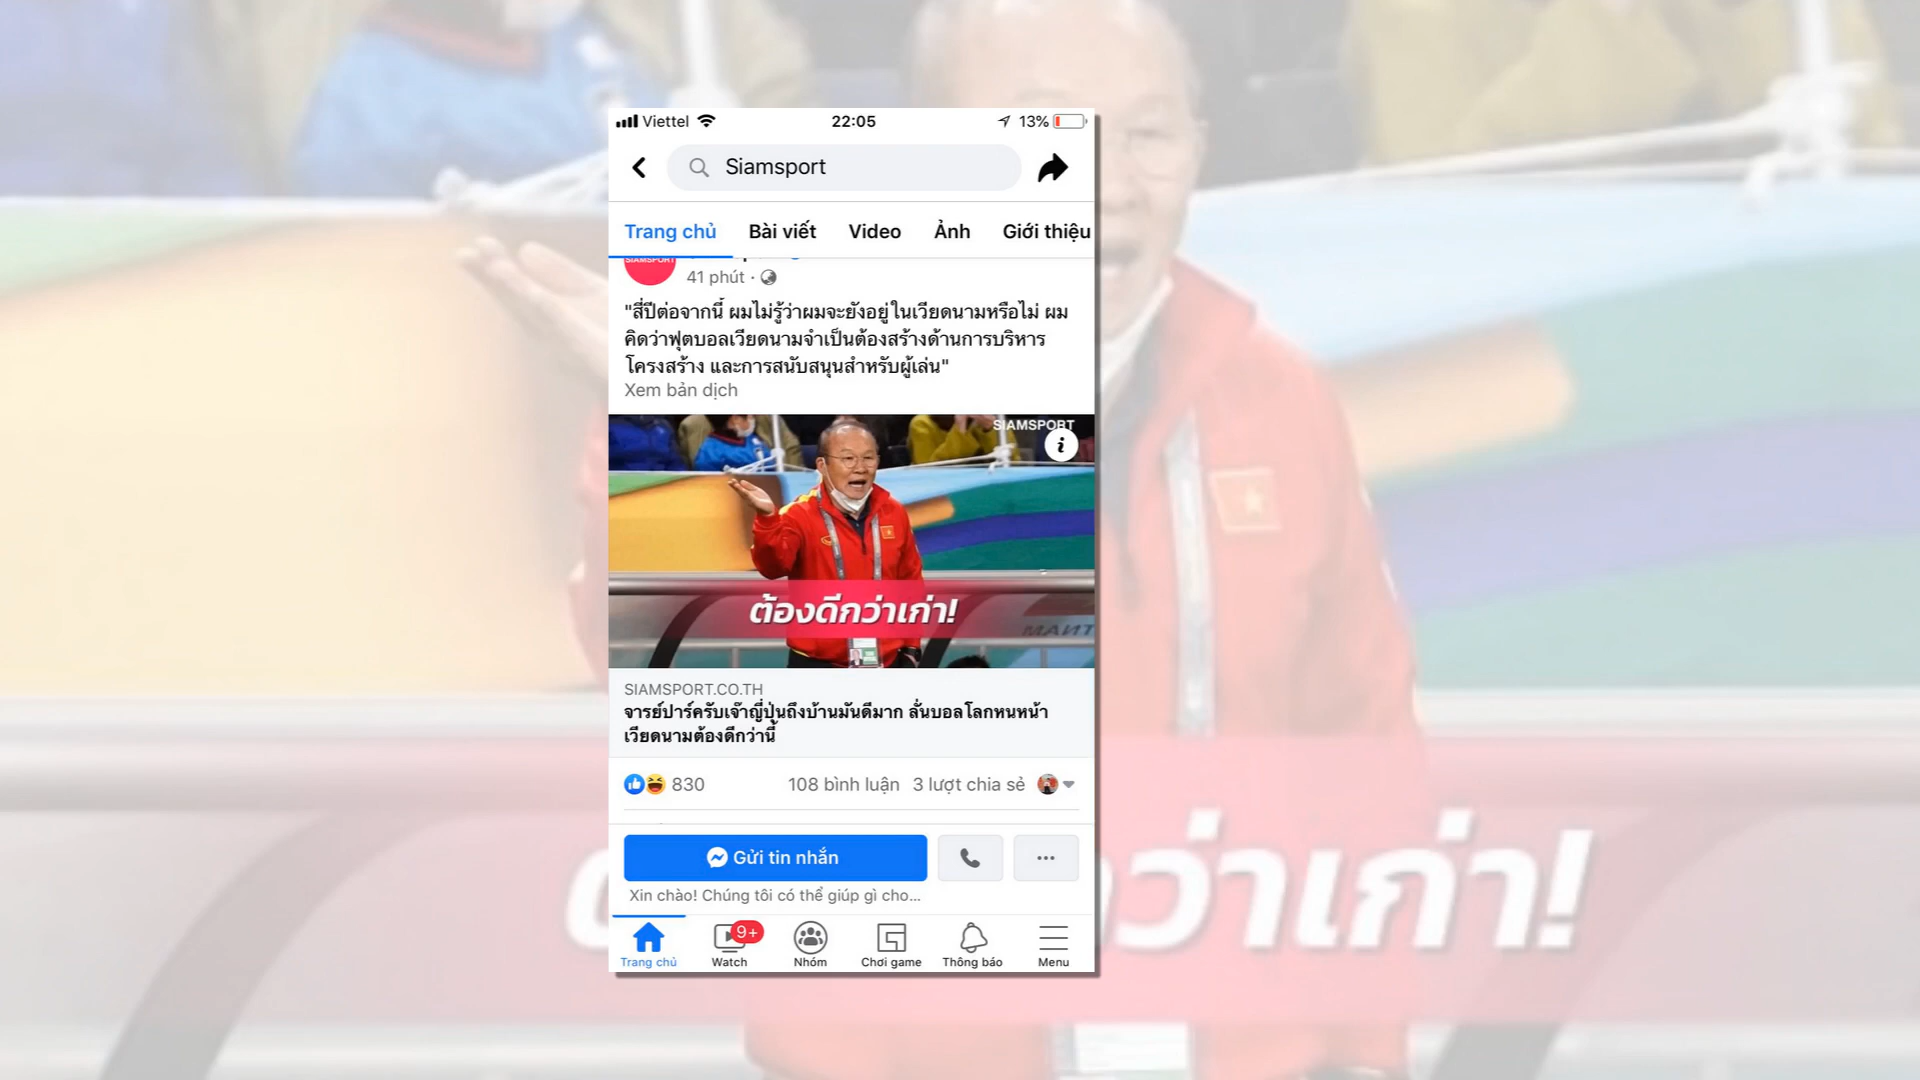 Viettel
22:05
13%
Siamsport
Trang chủ
Bài viết
Video
Ảnh
Giới thiệu
SIAMSPORT
41 phút ·
"สี่ปีต่อจากนี้ ผมไม่รู้ว่าผมจะยังอยู่ในเวียดนามหรือไม่ ผม
คิดว่าฟุตบอลเวียดนามจำเป็นต้องสร้างด้านการบริหาร
โครงสร้าง และการสนับสนุนสำหรับผู้เล่น"
Xem bản dịch
SIAMSPORT
ต้องดีกว่าเก่า!
SIAMSPORT.CO.TH
จารย์ปาร์ครับเจ๊าญี่ปุ่นถึงบ้านมันดีมาก ลั่นบอลโลกหนหน้า
เวียดนามต้องดีกว่านี้
830
108 bình luận
3 lượt chia sẻ
Gửi tin nhắn
Xin chào! Chúng tôi có thể giúp gì cho...
9+
Trang chủ
Watch
Nhóm
Chơi game
Thông báo
Menu
ว่าเก่า!